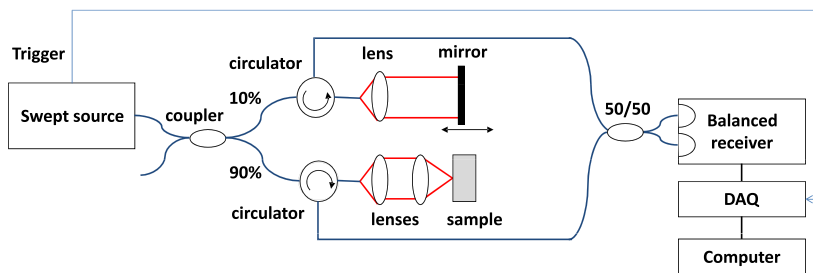 Trigger
Swept source
coupler
10%
90%
circulator
lens
mirror
circulator
lenses
sample
50/50
Balanced
receiver
DAQ
Computer